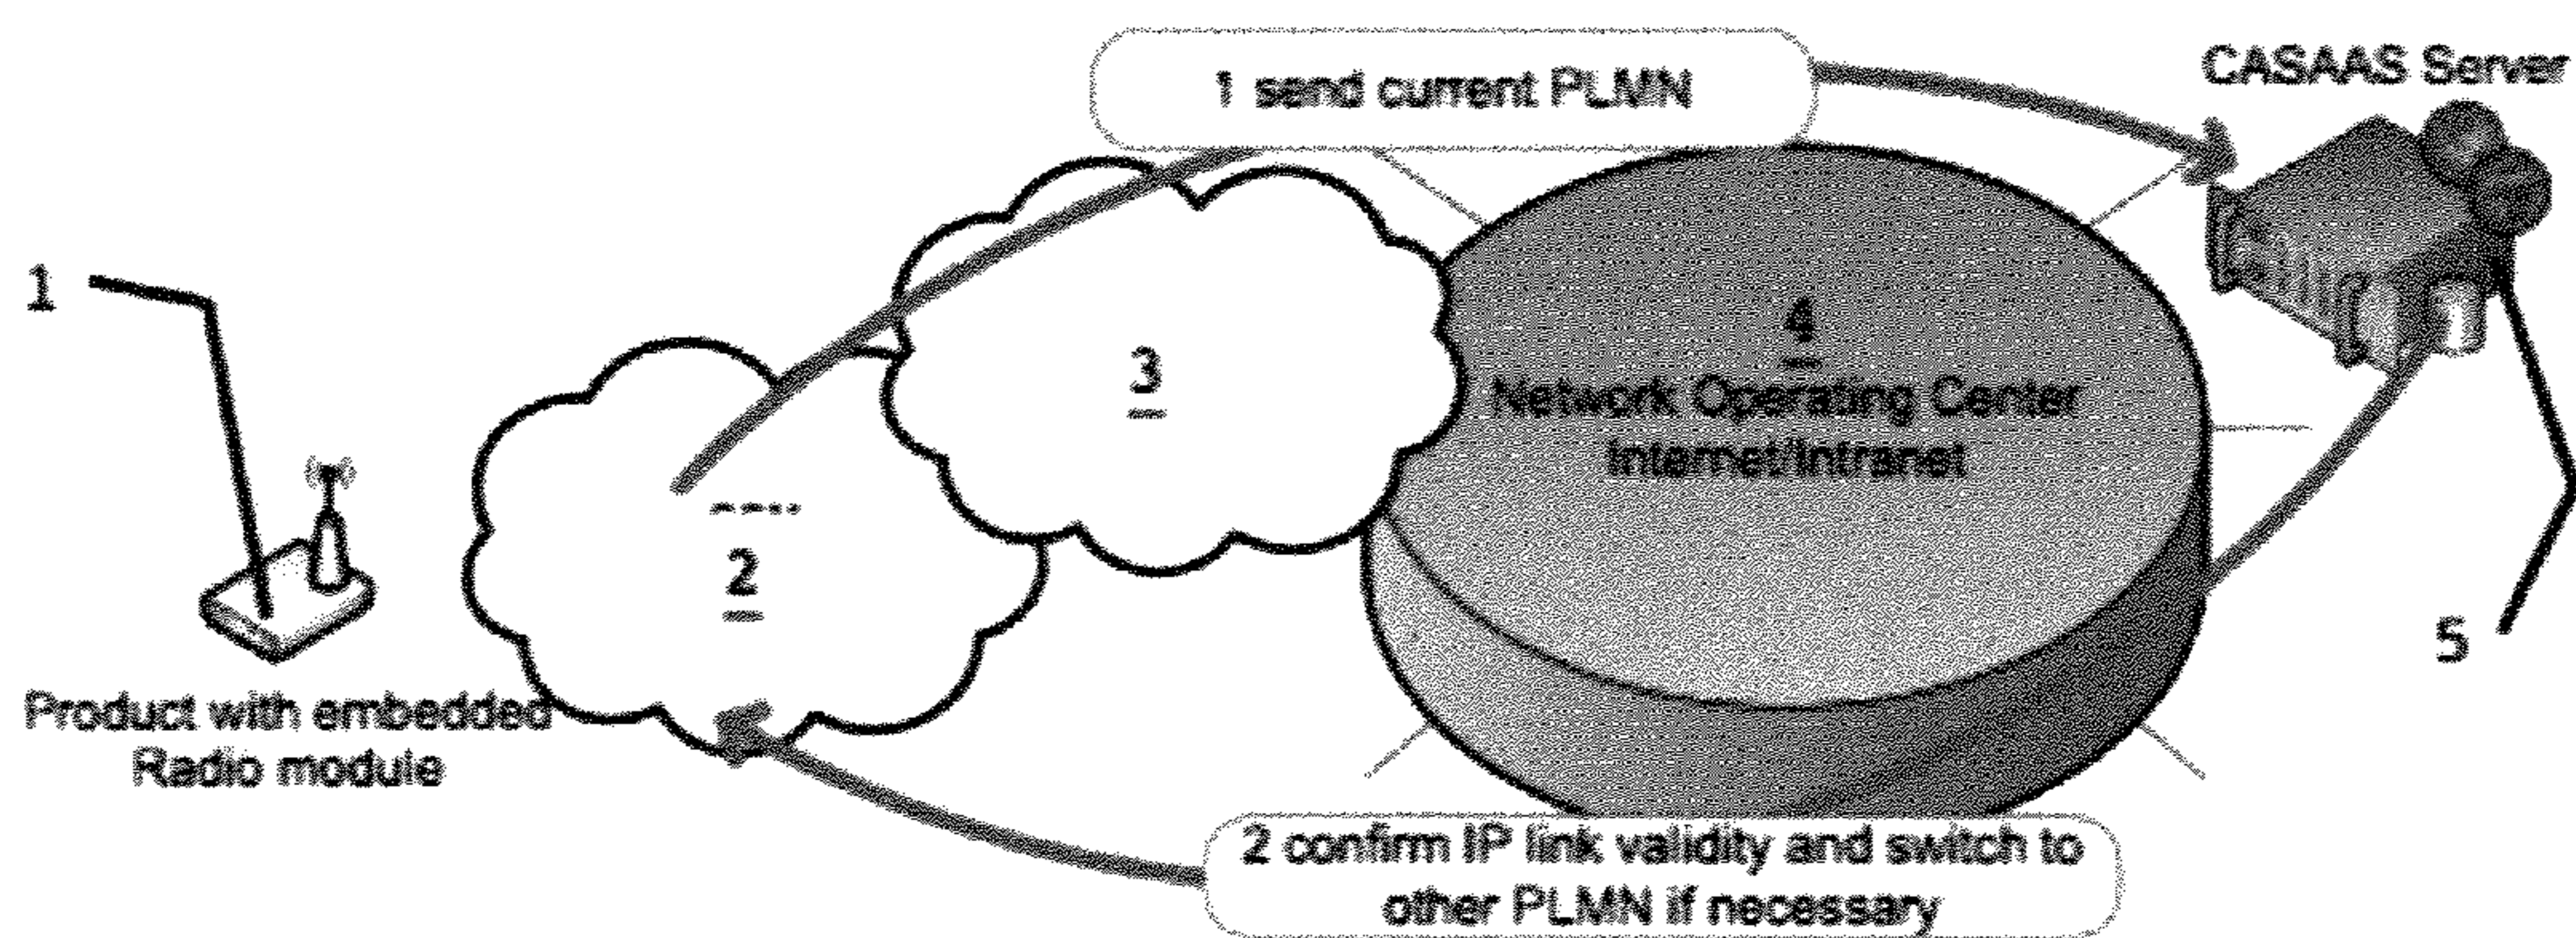 1 send current PLMN
CASAAS Server
1
3
4
Network Operating Center
Internet/Intranet
2
5
Product with embedded
Radio module
2 confirm IP link validity and switch to
other PLMN if necessary